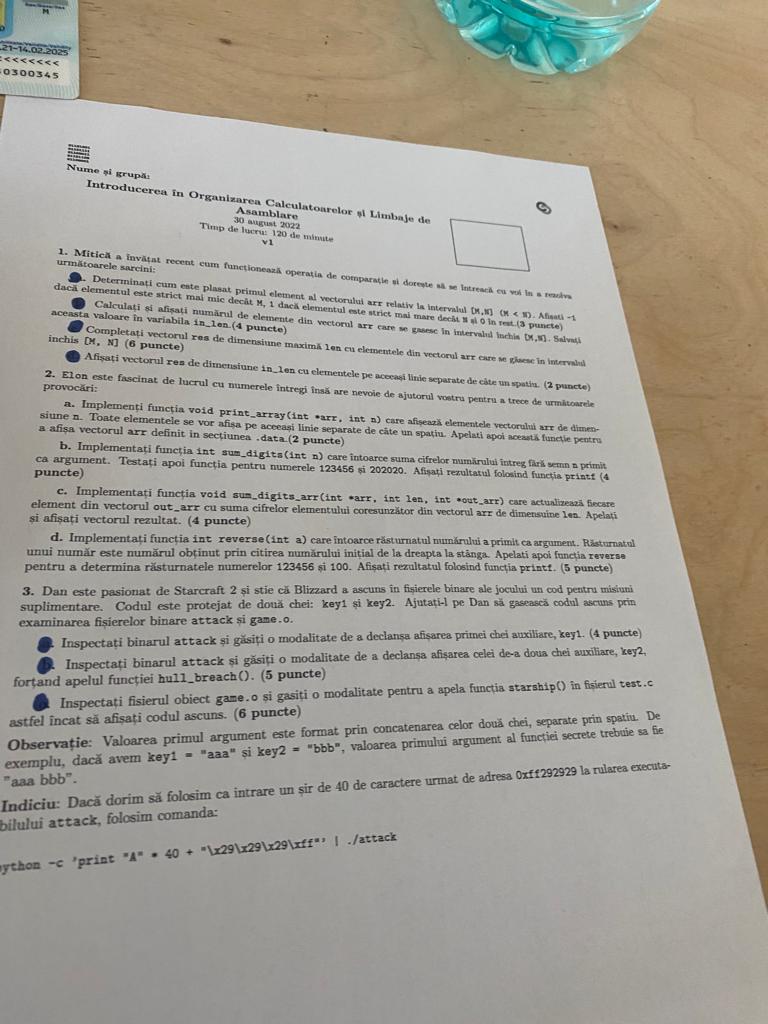 M
.21-14.02.2025
<<<<<<<<
50300345
Nume și grupă:
Introducerea în Organizarea Calculatoarelor și Limbaje de
Asamblare
30 august 2022
Timp de lucru: 120 de minute
v1
1. Mitică a învățat recent cum funcționează operația de comparație și dorește să se întreacă cu voi în a rezolva
următoarele sarcini:
Determinați cum este plasat primul element al vectorului arr relativ la intervalul [M,N] (M < N). Afișați -1
dacă elementul este strict mai mic decât M, 1 dacă elementul este strict mai mare decât N și 0 în rest.(3 puncte)
Calculați și afișați numărul de elemente din vectorul arr care se gasesc în intervalul închis [M,N]. Salvați
aceasta valoare în variabila in_len.(4 puncte)
Completați vectorul res de dimensiune maximă len cu elementele din vectorul arr care se găsesc în intervalul
închis [M, N] (6 puncte)
Afișați vectorul res de dimensiune in_len cu elementele pe aceeași linie separate de câte un spatiu. (2 puncte)
2. Elon este fascinat de lucrul cu numerele întregi însă are nevoie de ajutorul vostru pentru a trece de următoarele
provocări:
a. Implementați funcția void print_array(int *arr, int n) care afișează elementele vectorului arr de dimen-
siune n. Toate elementele se vor afișa pe aceeași linie separate de câte un spațiu. Apelati apoi această funcție pentru
a afișa vectorul arr definit in secțiunea .data.(2 puncte)
b. Implementați funcția int sum_digits(int n) care întoarce suma cifrelor numărului întreg fără semn n primit
ca argument. Testați apoi funcția pentru numerele 123456 si 202020. Afișați rezultatul folosind funcția printf (4
puncte)
c. Implementați funcția void sum_digits_arr(int *arr, int len, int *out_arr) care actualizează fiecare
element din vectorul out_arr cu suma cifrelor elementului coresunzător din vectorul arr de dimensuine len. Apelați
și afișați vectorul rezultat. (4 puncte)
d. Implementați funcția int reverse(int a) care întoarce răsturnatul numărului a primit ca argument. Răsturnatul
unui număr este numărul obținut prin citirea numărului inițial de la dreapta la stânga. Apelati apoi funcția reverse
pentru a determina răsturnatele numerelor 123456 și 100. Afișați rezultatul folosind funcția printf. (5 puncte)
3. Dan este pasionat de Starcraft 2 și stie că Blizzard a ascuns în fișierele binare ale jocului un cod pentru misiuni
suplimentare. Codul este protejat de două chei: key1 și key2. Ajutați-l pe Dan să gasească codul ascuns prin
examinarea fișierelor binare attack și game.o.
Inspectați binarul attack și găsiți o modalitate de a declanșa afișarea primei chei auxiliare, key1. (4 puncte)
b. Inspectați binarul attack și găsiți o modalitate de a declanșa afișarea celei de-a doua chei auxiliare, key2,
forțand apelul funcției hull_breach(). (5 puncte)
Inspectați fisierul obiect game.o și gasiți o modalitate pentru a apela funcția starship() în fișierul test.c
astfel încat să afișați codul ascuns. (6 puncte)
Observație: Valoarea primul argument este format prin concatenarea celor două chei, separate prin spatiu. De
exemplu, dacă avem key1 = "aaa" și key2 = "bbb", valoarea primului argument al funcției secrete trebuie sa fie
"aaa bbb".
Indiciu: Dacă dorim să folosim ca intrare un șir de 40 de caractere urmat de adresa 0xff292929 la rularea executa-
bilului attack, folosim comanda:
ython -c 'print "A" * 40 + "\x29\x29\x29\xff"' | ./attack